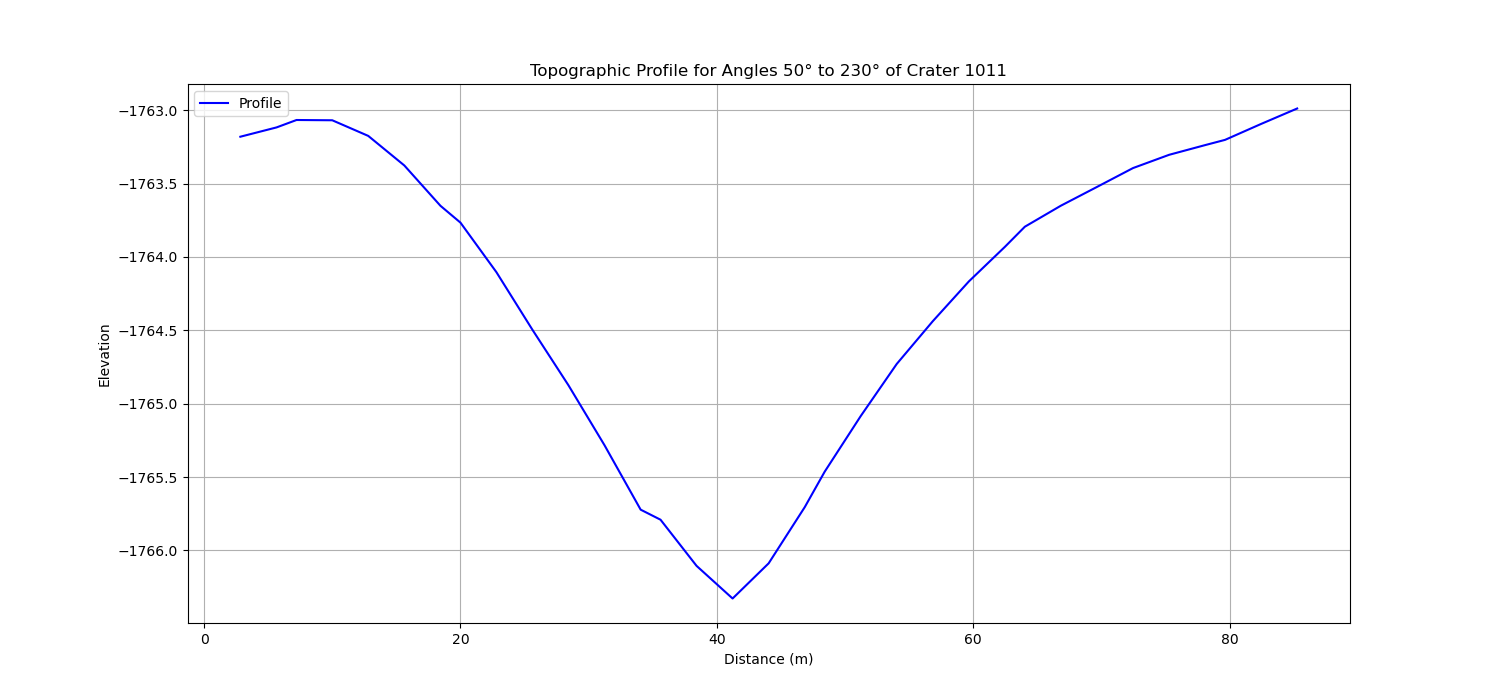 Topographic Profile for Angles 50° to 230° of Crater 1011
Profile
−1763.0
−1763.5
−1764.0
−1764.5
−1765.0
−1765.5
−1766.0
Elevation
0 20 40 60 80
Distance (m)